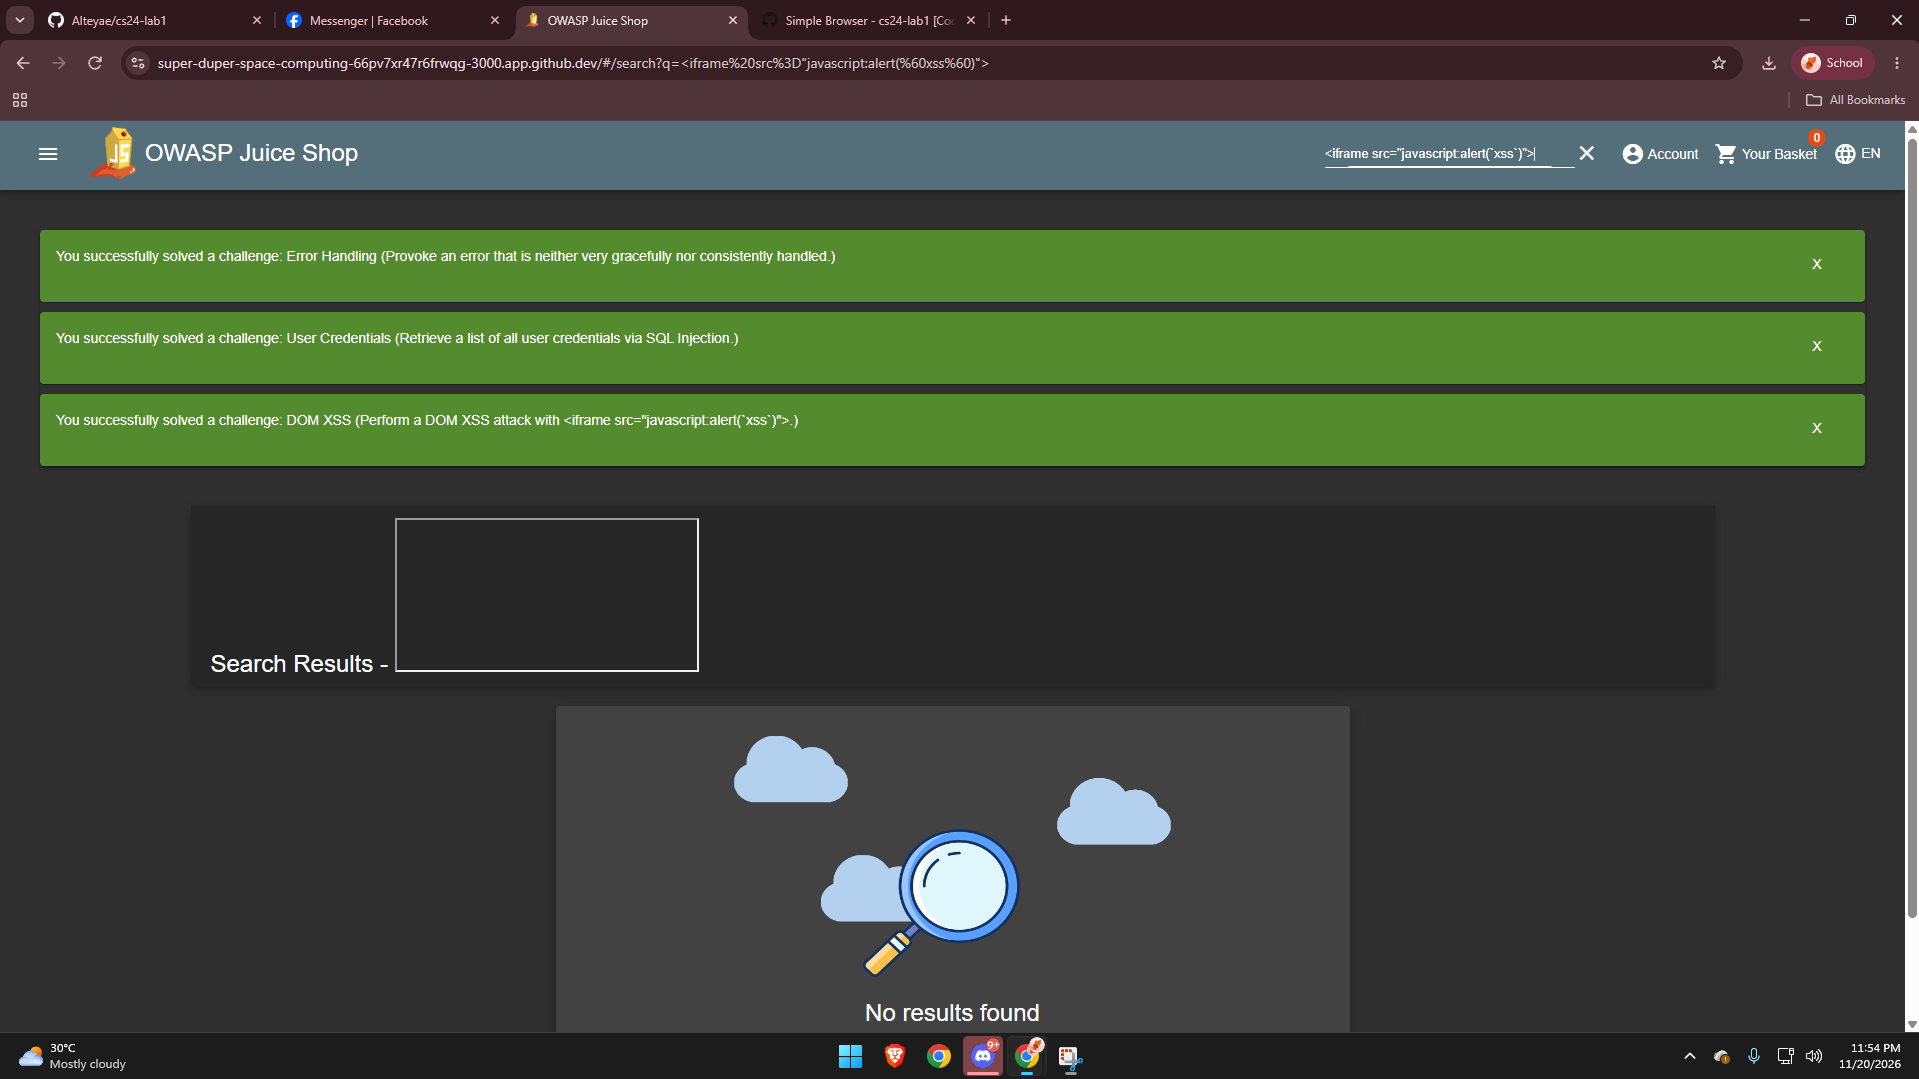 Alteyae/cs24-lab1
Messenger | Facebook
OWASP Juice Shop
Simple Browser - cs24-lab1 [Co
super-duper-space-computing-66pv7xr47r6frwqg-3000.app.github.dev/#/search?q=<iframe%20src%3D"javascript:alert(%60xss%60)">
School
All Bookmarks
OWASP Juice Shop
<iframe src="javascript:alert(`xss`)">
Account
0
Your Basket
EN
You successfully solved a challenge: Error Handling (Provoke an error that is neither very gracefully nor consistently handled.)
X
You successfully solved a challenge: User Credentials (Retrieve a list of all user credentials via SQL Injection.)
X
You successfully solved a challenge: DOM XSS (Perform a DOM XSS attack with <iframe src="javascript:alert(`xss`)">.)
X
Search Results -
No results found
30°C
Mostly cloudy
9+
11:54 PM
11/20/2026